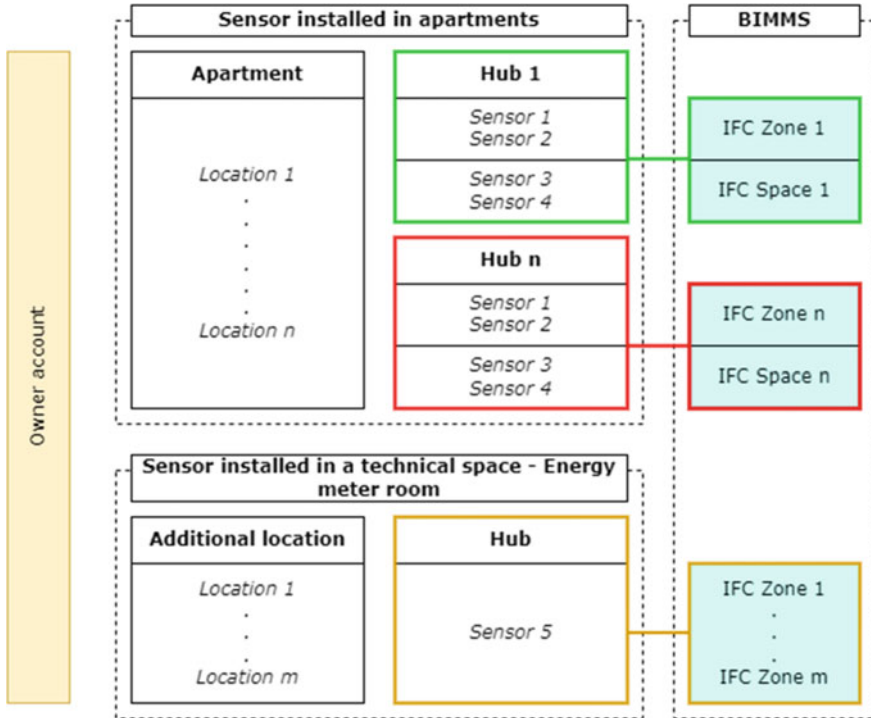 Sensor installed in apartments
BIMMS
Owner account
Apartment
Location 1
.
.
.
.
.
.
Location n
Hub 1
Sensor 1
Sensor 2
Sensor 3
Sensor 4
IFC Zone 1
IFC Space 1
Hub n
Sensor 1
Sensor 2
Sensor 3
Sensor 4
IFC Zone n
IFC Space n
Sensor installed in a technical space - Energy
meter room
Additional location
Location 1
.
.
.
Location m
Hub
Sensor 5
IFC Zone 1
.
.
.
IFC Zone m